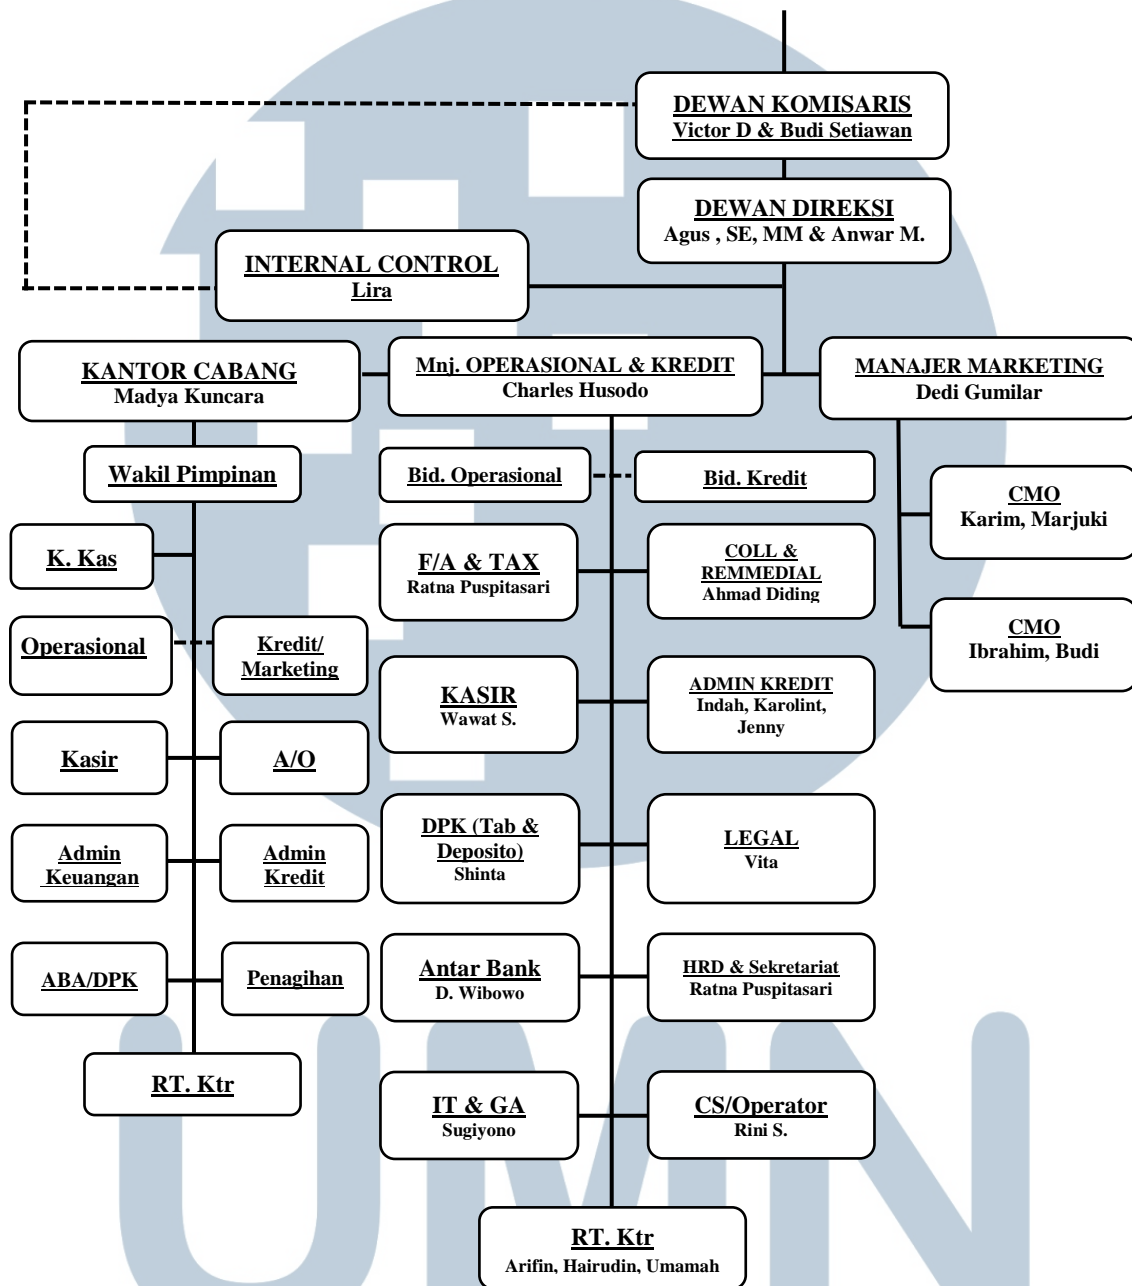 DEWAN KOMISARIS
Victor D & Budi Setiawan
DEWAN DIREKSI
Agus , SE, MM & Anwar M.
INTERNAL CONTROL
Lira
KANTOR CABANG
Madya Kuncara
Mnj. OPERASIONAL & KREDIT
Charles Husodo
MANAJER MARKETING
Dedi Gumilar
Wakil Pimpinan
Bid. Operasional
Bid. Kredit
CMO
Karim, Marjuki
K. Kas
F/A & TAX
Ratna Puspitasari
COLL &
REMMEDIAL
Ahmad Diding
CMO
Ibrahim, Budi
Operasional
Kredit/
Marketing
KASIR
Wawat S.
ADMIN KREDIT
Indah, Karolint,
Jenny
Kasir
A/O
DPK (Tab &
Deposito)
Shinta
LEGAL
Vita
Admin
Keuangan
Admin
Kredit
ABA/DPK
Penagihan
Antar Bank
D. Wibowo
HRD & Sekretariat
Ratna Puspitasari
RT. Ktr
IT & GA
Sugiyono
CS/Operator
Rini S.
RT. Ktr
Arifin, Hairudin, Umamah
UMN